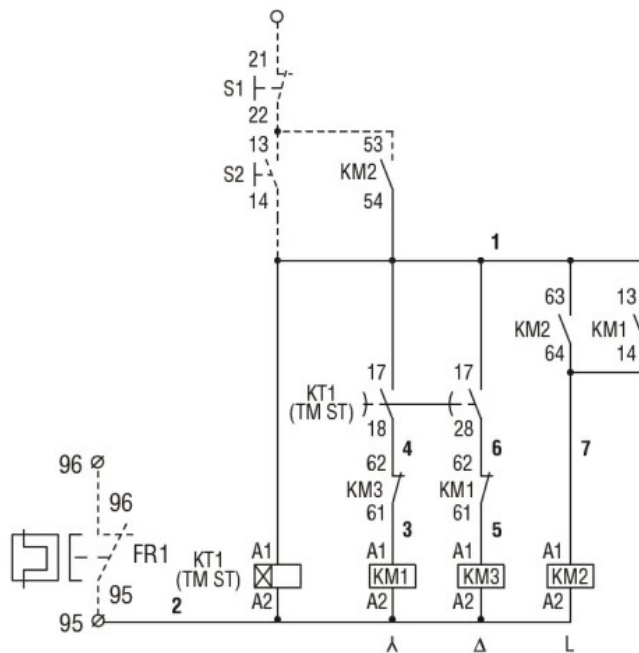 21
S1
22
13 53
S2 KM2
14 54
1
63 13
KM2 KM1
64 14
17 17
KT1
(TM ST)
18 28
4 6 7
96 62 62
96 KM3 KM1
61 61
FR1 3 5
KT1 A1 A1 A1 A1
(TM ST) KM1 KM3 KM2
95 2 A2 A2 A2 A2
95
Δ L